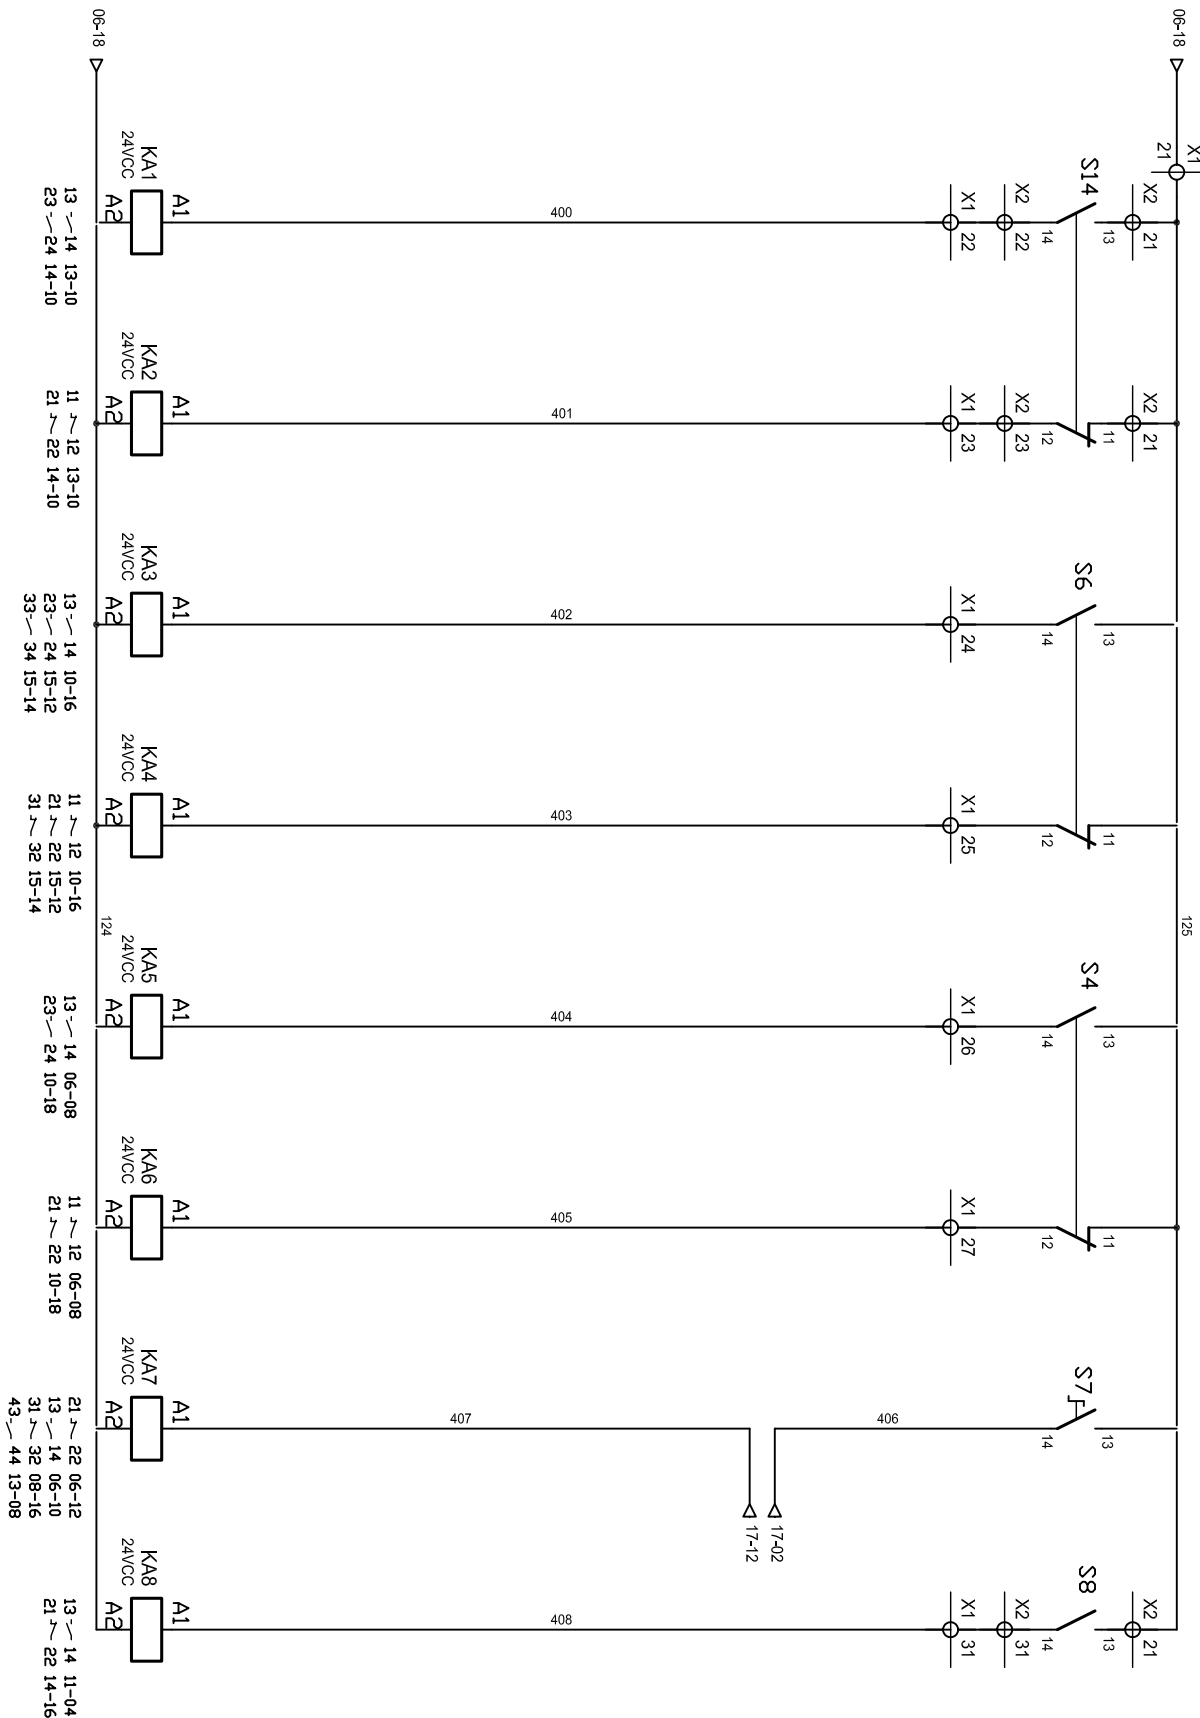 06-18
X1
21
125
X2
21
X2
21
X2
21
S14
13
14
11
12
S6
13
14
11
12
S4
13
14
11
12
S7
13
14
S8
13
14
X2
22
X2
23
X2
31
X1
22
X1
23
X1
24
X1
25
X1
26
X1
27
X1
31
17-02
17-12
400
401
402
403
404
405
406
407
408
KA1
24VCC
A1
A2
KA2
24VCC
A1
A2
KA3
24VCC
A1
A2
KA4
24VCC
A1
A2
KA5
24VCC
A1
A2
KA6
24VCC
A1
A2
KA7
24VCC
A1
A2
KA8
24VCC
A1
A2
06-18
124
13 14 13-10
23 24 14-10
11 12 13-10
21 22 14-10
13 14 10-16
23 24 15-12
33 34 15-14
11 12 10-16
21 22 15-12
31 32 15-14
13 14 06-08
23 24 10-18
11 12 06-08
21 22 10-18
21 22 06-12
13 14 06-10
31 32 08-16
43 44 13-08
13 14 11-04
21 22 14-16